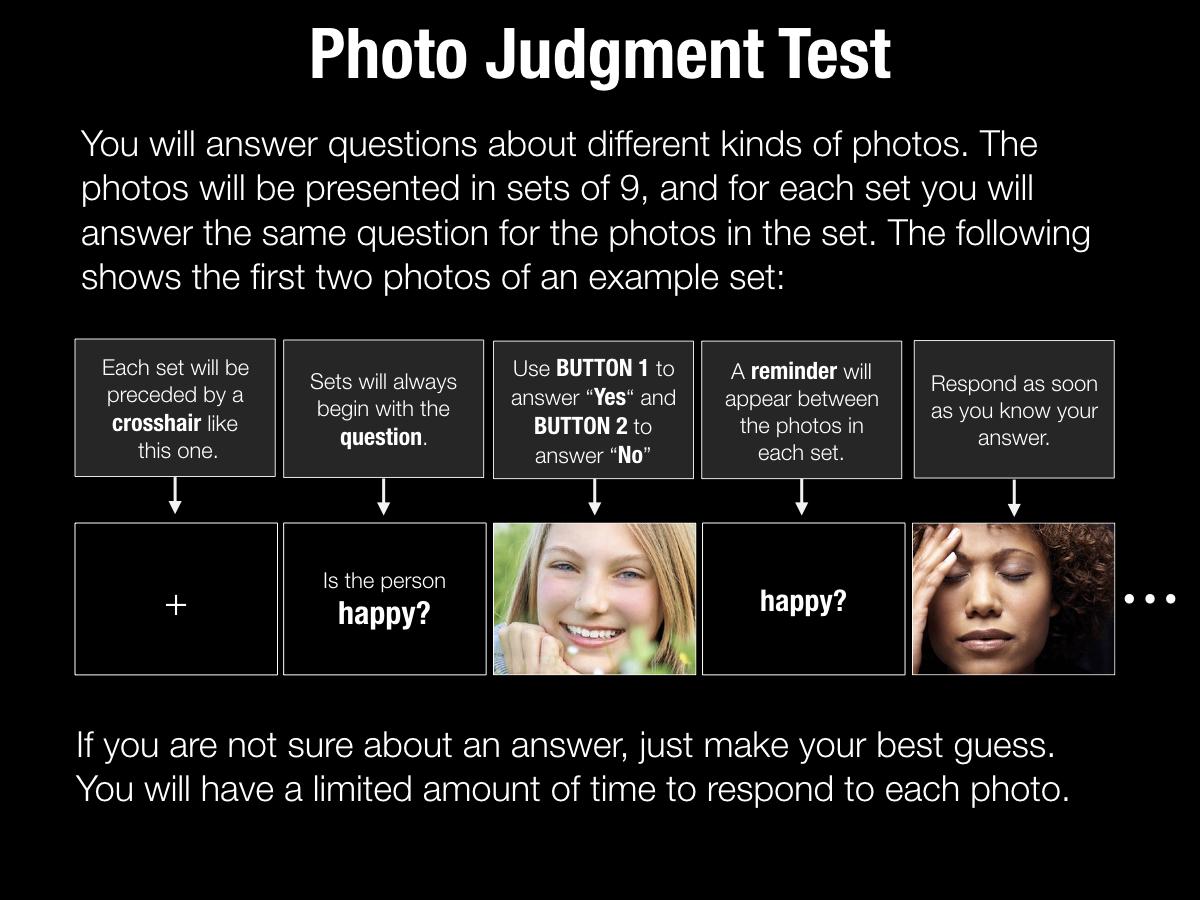 Photo Judgment Test
You will answer questions about different kinds of photos. The
photos will be presented in sets of 9, and for each set you will
answer the same question for the photos in the set. The following
shows the first two photos of an example set:
Each set will be
preceded by a
crosshair like
this one.
Sets will always
begin with the
question.
Use BUTTON 1 to
answer “Yes“ and
BUTTON 2 to
answer “No”
A reminder will
appear between
the photos in
each set.
Respond as soon
as you know your
answer.
+
Is the person
happy?
happy?
...
If you are not sure about an answer, just make your best guess.
You will have a limited amount of time to respond to each photo.